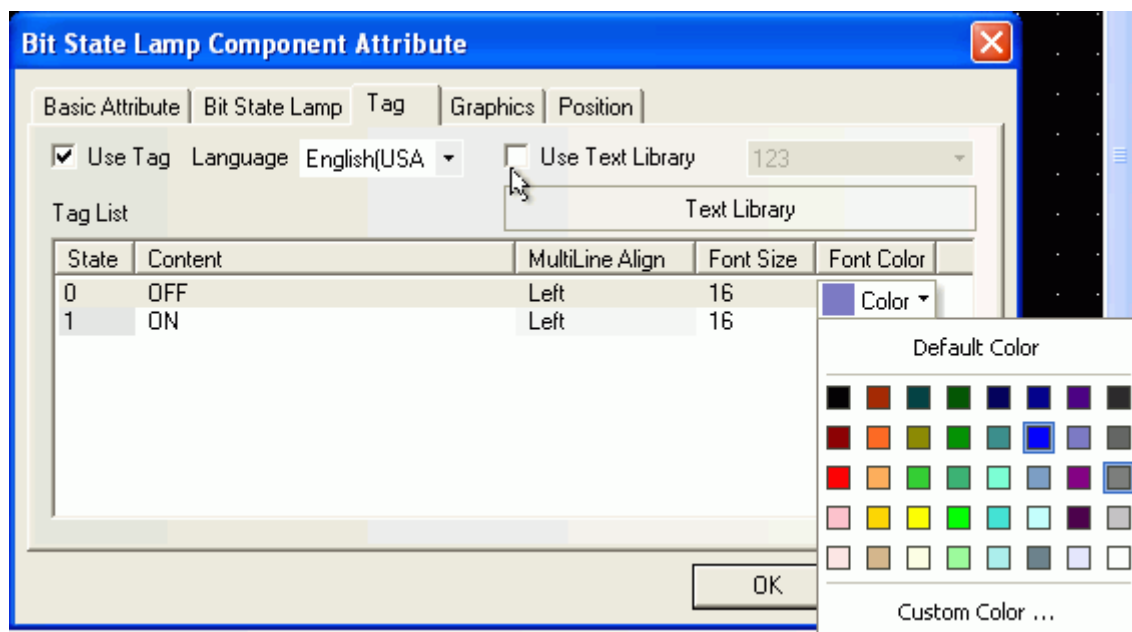 Bit State Lamp Component Attribute
Basic Attribute Bit State Lamp Tag Graphics Position
Use Tag Language English(USA Use Text Library 123
Tag List Text Library
State Content MultiLine Align Font Size Font Color
0 OFF Left 16 Color
1 ON Left 16
Default Color
OK
Custom Color ...